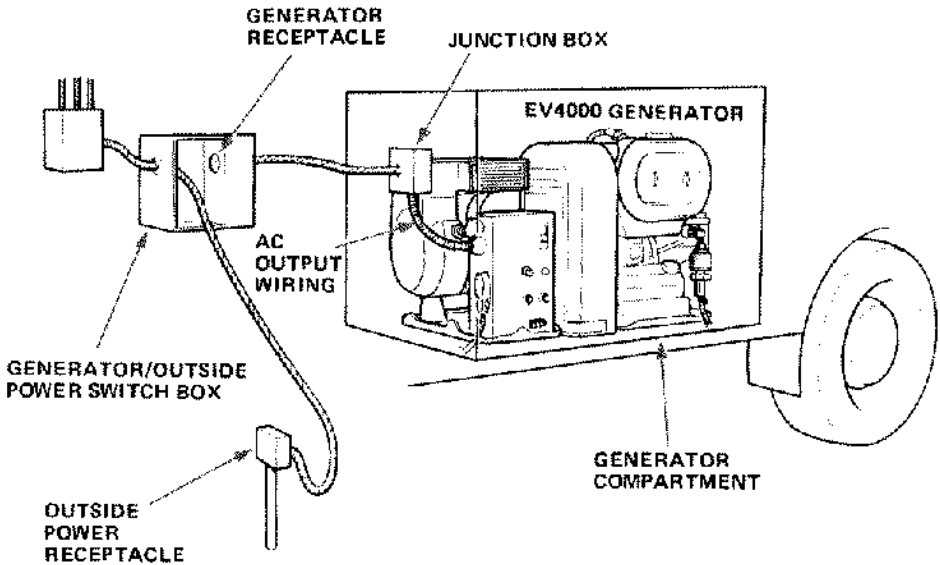 GENERATOR
RECEPTACLE
JUNCTION BOX
EV4000 GENERATOR
AC
OUTPUT
WIRING
GENERATOR/OUTSIDE
POWER SWITCH BOX
GENERATOR
COMPARTMENT
OUTSIDE
POWER
RECEPTACLE